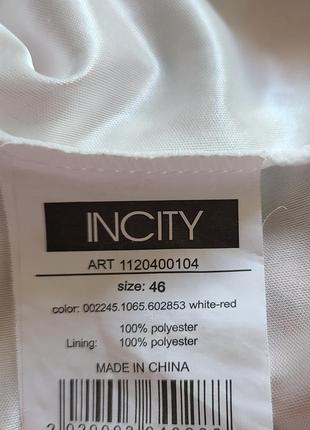 INCITY
ART 1120400104
size: 46
color: 002245.1065.602853 white-red
100% polyester
Lining: 100% polyester
MADE IN CHINA